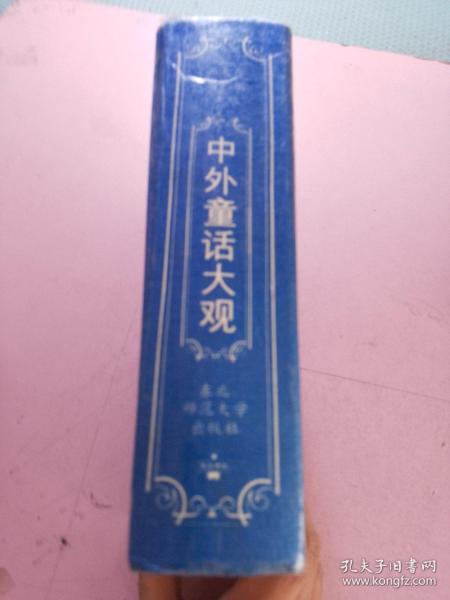 中外童话大观
东北
师范大学
出版社
孔夫子旧书网
www.kongfz.com